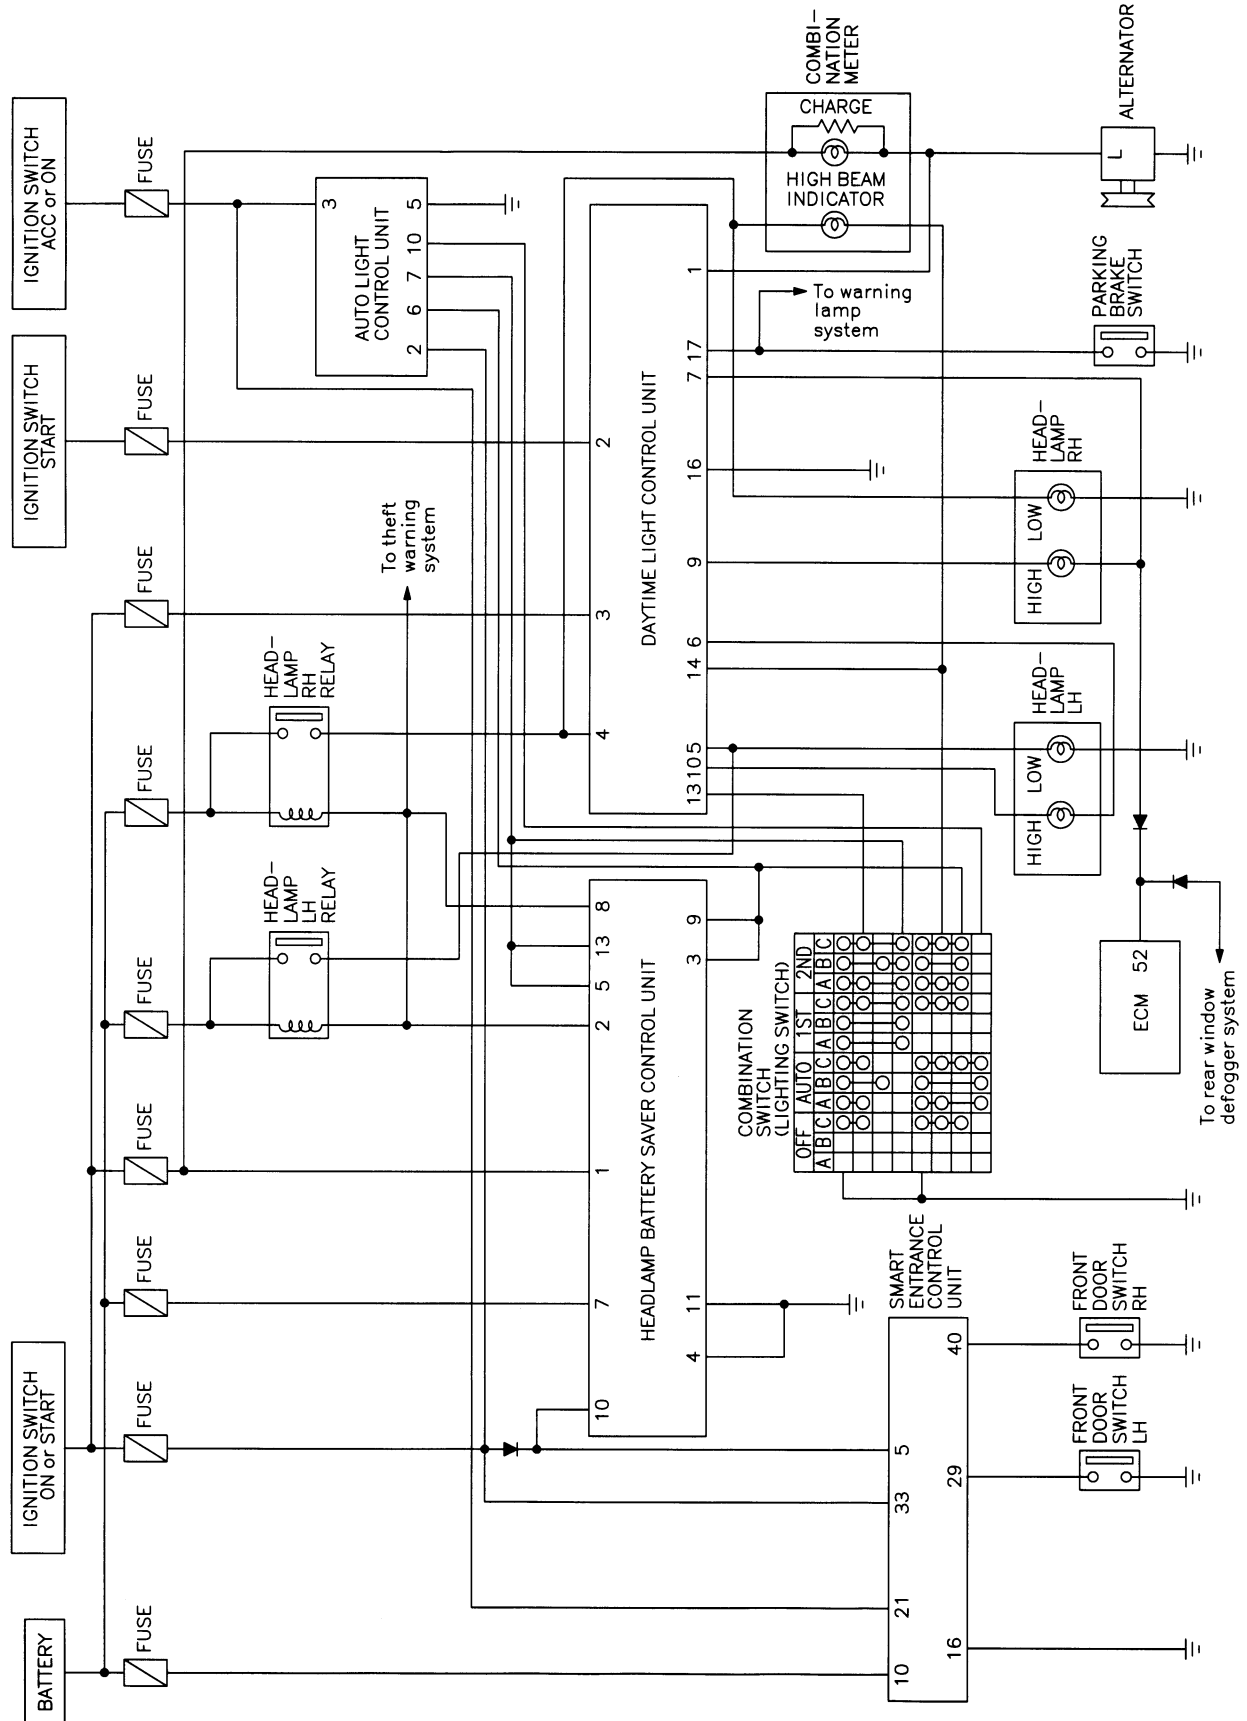 BATTERY
IGNITION SWITCH
ON or START
IGNITION SWITCH
START
IGNITION SWITCH
ACC or ON
FUSE
FUSE
FUSE
FUSE
FUSE
FUSE
FUSE
FUSE
FUSE
HEAD-
LAMP
LH
RELAY
HEAD-
LAMP
RH
RELAY
To theft
warning
system
AUTO LIGHT
CONTROL UNIT
3
2
6
7
10
5
HEADLAMP BATTERY SAVER CONTROL UNIT
10
7
1
2
5
13
8
4
11
3
9
DAYTIME LIGHT CONTROL UNIT
4
3
2
13
10
5
14
6
9
16
7
17
1
To warning
lamp
system
COMBI-
NATION
METER
CHARGE
HIGH BEAM
INDICATOR
COMBINATION
SWITCH
(LIGHTING SWITCH)
OFF
AUTO
1ST
2ND
A B C A B C A B C A B C
SMART
ENTRANCE
CONTROL
UNIT
10
21
33
5
16
29
40
FRONT
DOOR
SWITCH
LH
FRONT
DOOR
SWITCH
RH
ECM
52
To rear window
defogger system
HEAD-
LAMP
LH
HIGH
LOW
HEAD-
LAMP
RH
HIGH
LOW
PARKING
BRAKE
SWITCH
ALTERNATOR
L